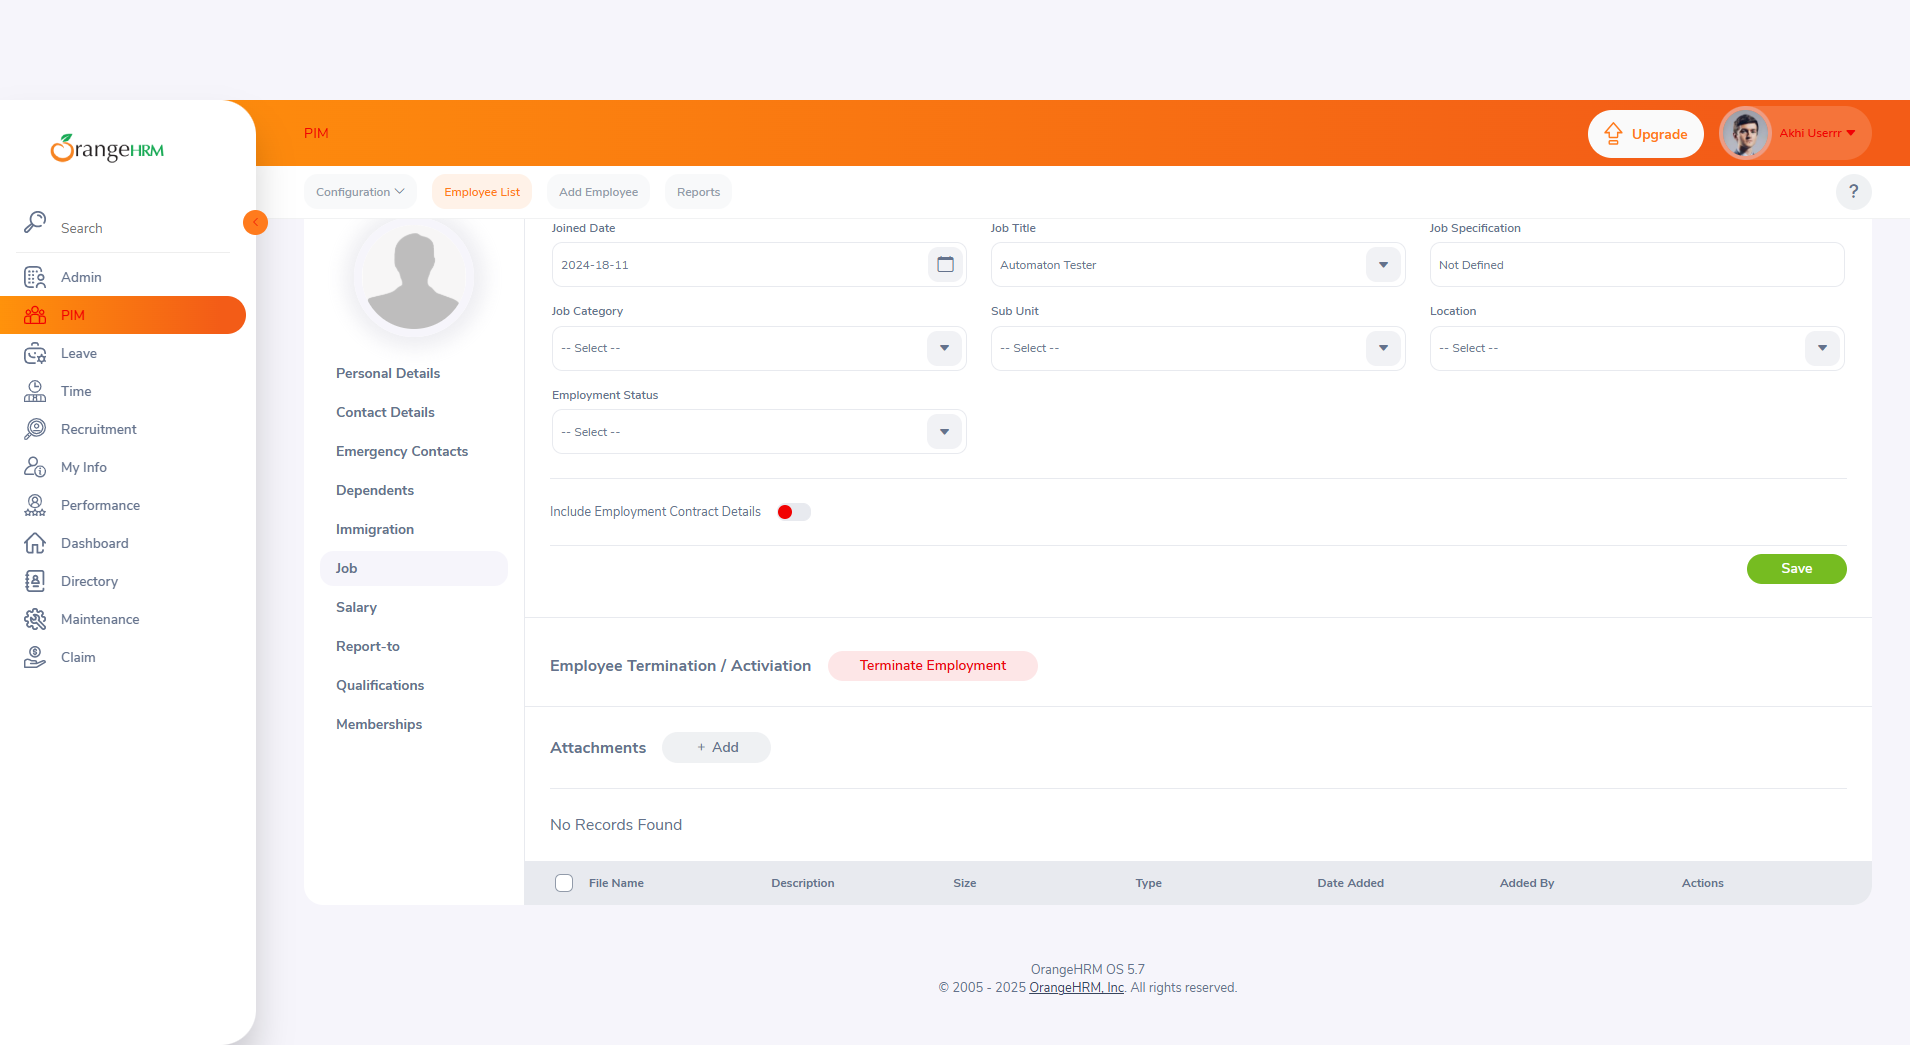 OrangeHRM
PIM
Upgrade
Akhi Userrr
Configuration
Employee List
Add Employee
Reports
?
Search
Admin
PIM
Leave
Time
Recruitment
My Info
Performance
Dashboard
Directory
Maintenance
Claim
Personal Details
Contact Details
Emergency Contacts
Dependents
Immigration
Job
Salary
Report-to
Qualifications
Memberships
Joined Date
2024-18-11
Job Title
Automaton Tester
Job Specification
Not Defined
Job Category
-- Select --
Sub Unit
-- Select --
Location
-- Select --
Employment Status
-- Select --
Include Employment Contract Details
Save
Employee Termination / Activiation
Terminate Employment
Attachments
+ Add
No Records Found
File Name
Description
Size
Type
Date Added
Added By
Actions
OrangeHRM OS 5.7
© 2005 - 2025 OrangeHRM, Inc. All rights reserved.